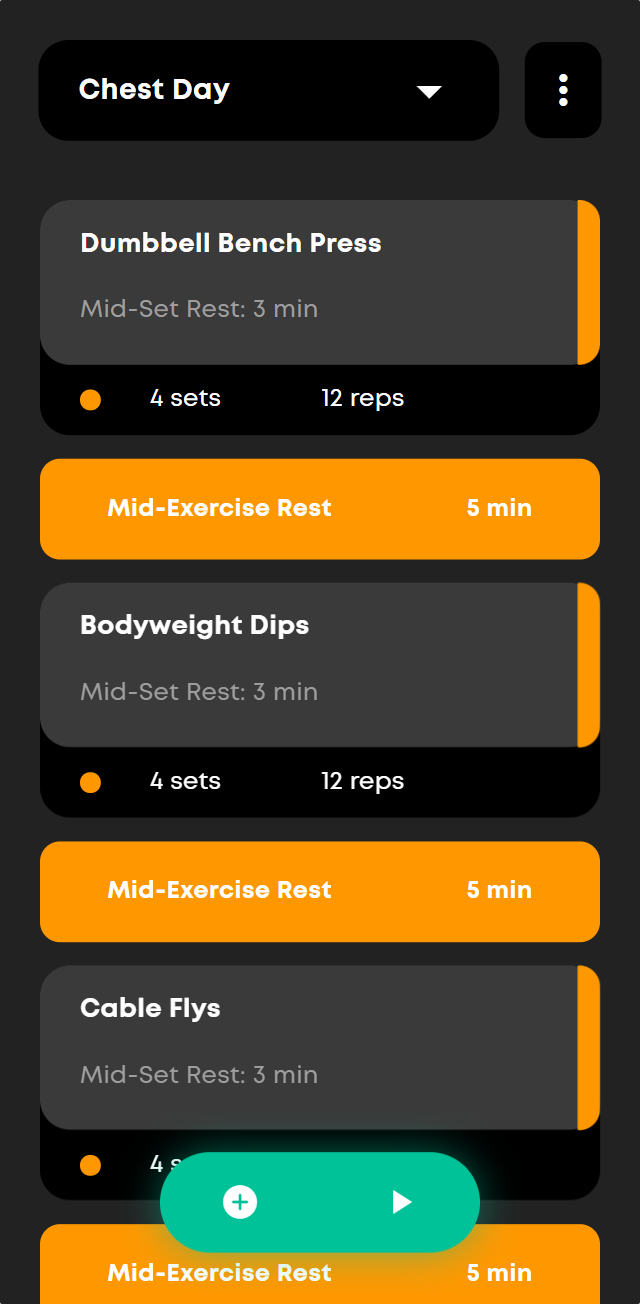 Chest Day
Dumbbell Bench Press
Mid-Set Rest: 3 min
4 sets 12 reps
Mid-Exercise Rest 5 min
Bodyweight Dips
Mid-Set Rest: 3 min
4 sets 12 reps
Mid-Exercise Rest 5 min
Cable Flys
Mid-Set Rest: 3 min
4
Mid-Exercise Rest 5 min